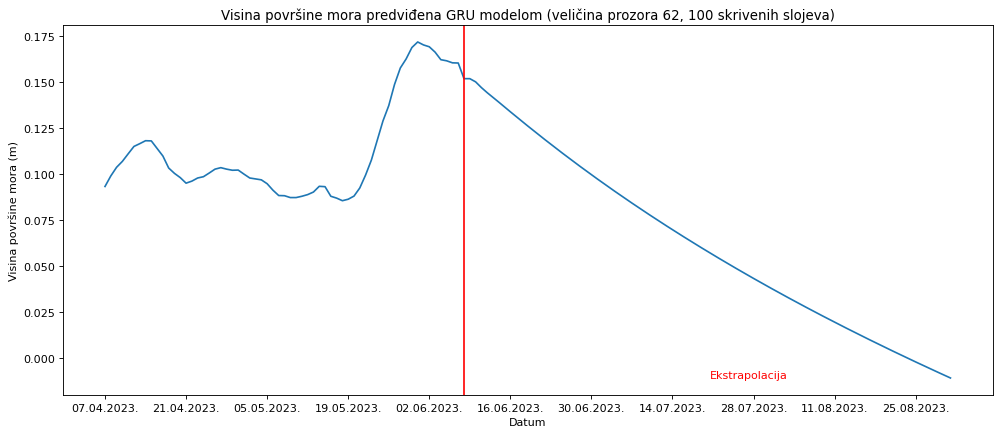 Visina površine mora predviđena GRU modelom (veličina prozora 62, 100 skrivenih slojeva)
Visina površine mora (m)
0.175
0.150
0.125
0.100
0.075
0.050
0.025
0.000
Ekstrapolacija
07.04.2023. 21.04.2023. 05.05.2023. 19.05.2023. 02.06.2023. 16.06.2023. 30.06.2023. 14.07.2023. 28.07.2023. 11.08.2023. 25.08.2023.
Datum